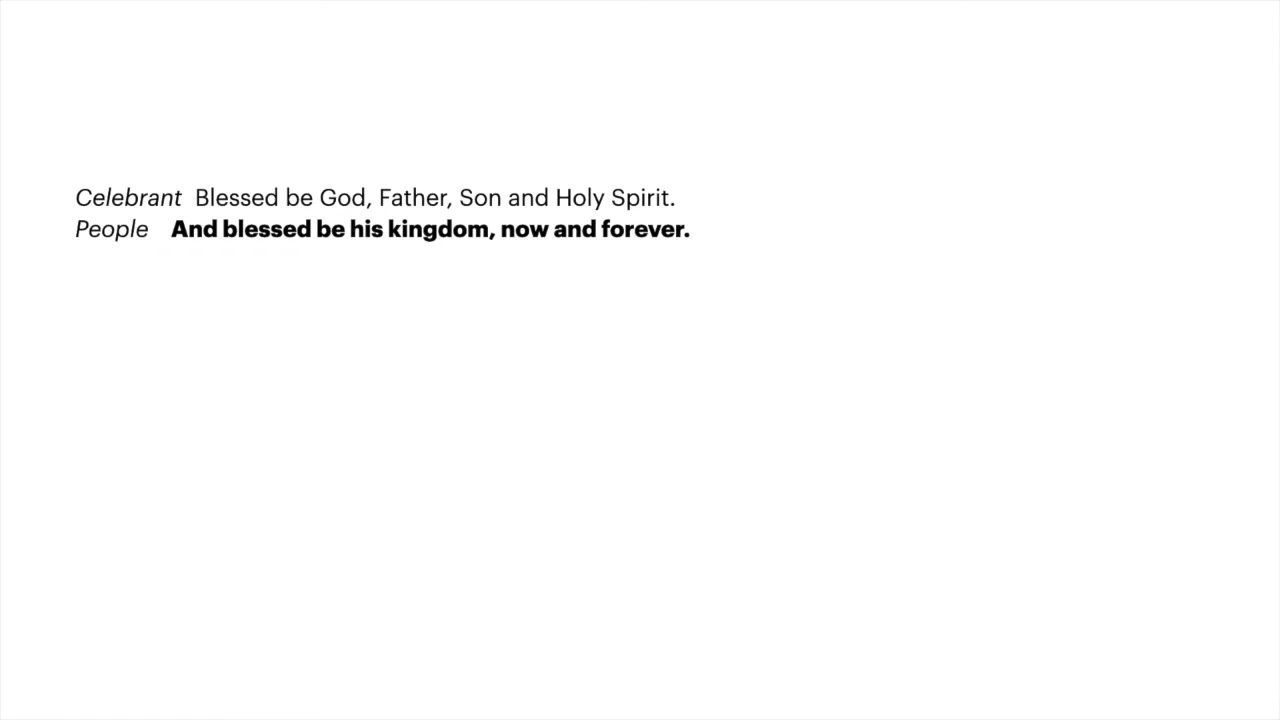 Celebrant Blessed be God, Father, Son and Holy Spirit.
People And blessed be his kingdom, now and forever.